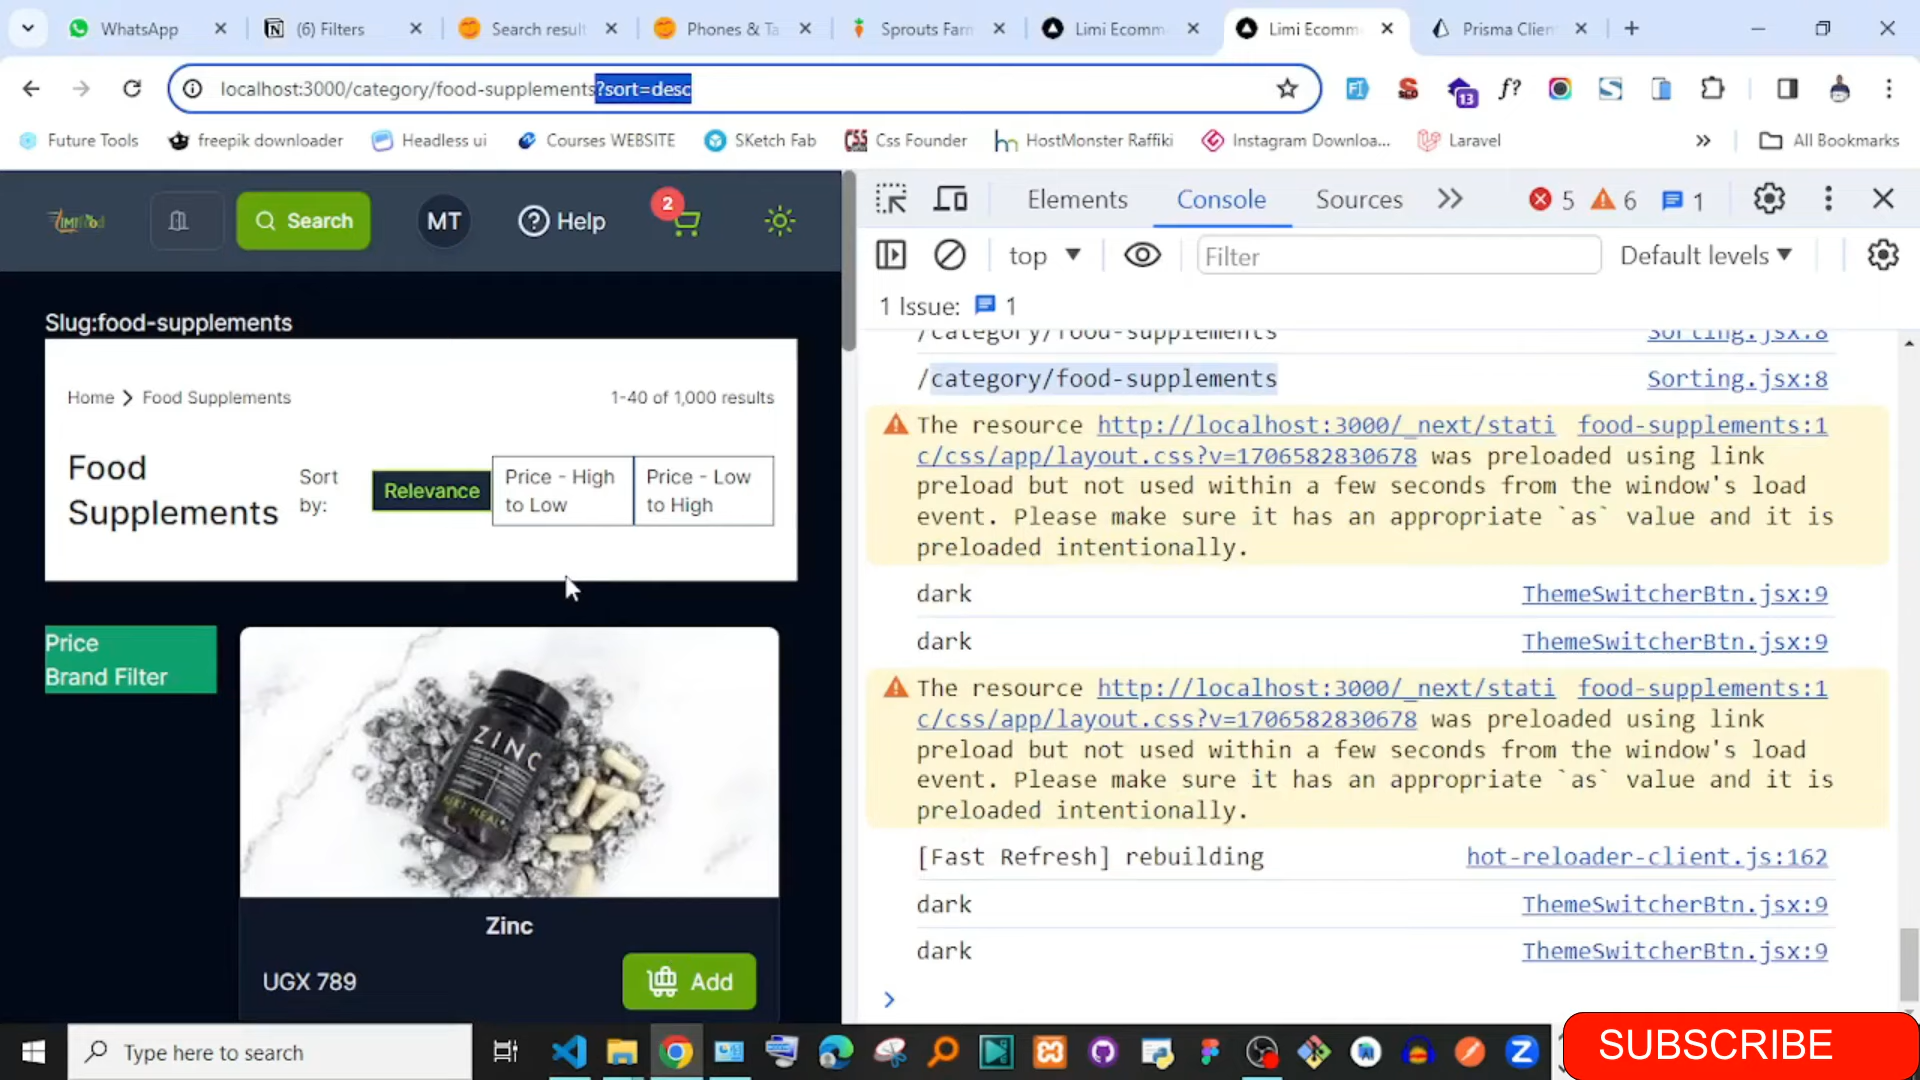 WhatsApp
(6) Filters
Search result
Phones & Ta
Sprouts Farm
Limi Ecomm
Limi Ecomm
Prisma Clien
localhost:3000/category/food-supplements?sort=desc
13
Future Tools
freepik downloader
Headless ui
Courses WEBSITE
SKetch Fab
Css Founder
HostMonster Raffiki
Instagram Downloa...
Laravel
All Bookmarks
Search
MT
Help
2
Elements
Console
Sources
5
6
1
top
Filter
Default levels
1 Issue: 1
Slug:food-supplements
Home > Food Supplements
1-40 of 1,000 results
Food
Supplements
Sort
by:
Relevance
Price - High
to Low
Price - Low
to High
Price
Brand Filter
ZINC
Zinc
UGX 789
Add
/category/food-supplements Sorting.jsx:8
/category/food-supplements Sorting.jsx:8
The resource http://localhost:3000/_next/stati food-supplements:1
c/css/app/layout.css?v=1706582830678 was preloaded using link
preload but not used within a few seconds from the window's load
event. Please make sure it has an appropriate `as` value and it is
preloaded intentionally.
dark ThemeSwitcherBtn.jsx:9
dark ThemeSwitcherBtn.jsx:9
The resource http://localhost:3000/_next/stati food-supplements:1
c/css/app/layout.css?v=1706582830678 was preloaded using link
preload but not used within a few seconds from the window's load
event. Please make sure it has an appropriate `as` value and it is
preloaded intentionally.
[Fast Refresh] rebuilding hot-reloader-client.js:162
dark ThemeSwitcherBtn.jsx:9
dark ThemeSwitcherBtn.jsx:9
Type here to search
SUBSCRIBE